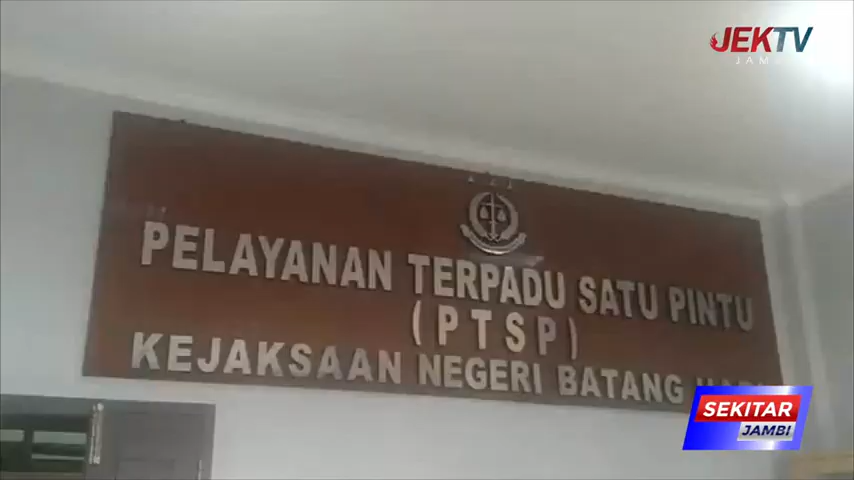 JEKTV
JAMBI
PELAYANAN TERPADU SATU PINTU
(PTSP)
KEJAKSAAN NEGERI BATANG
SEKITAR
JAMBI